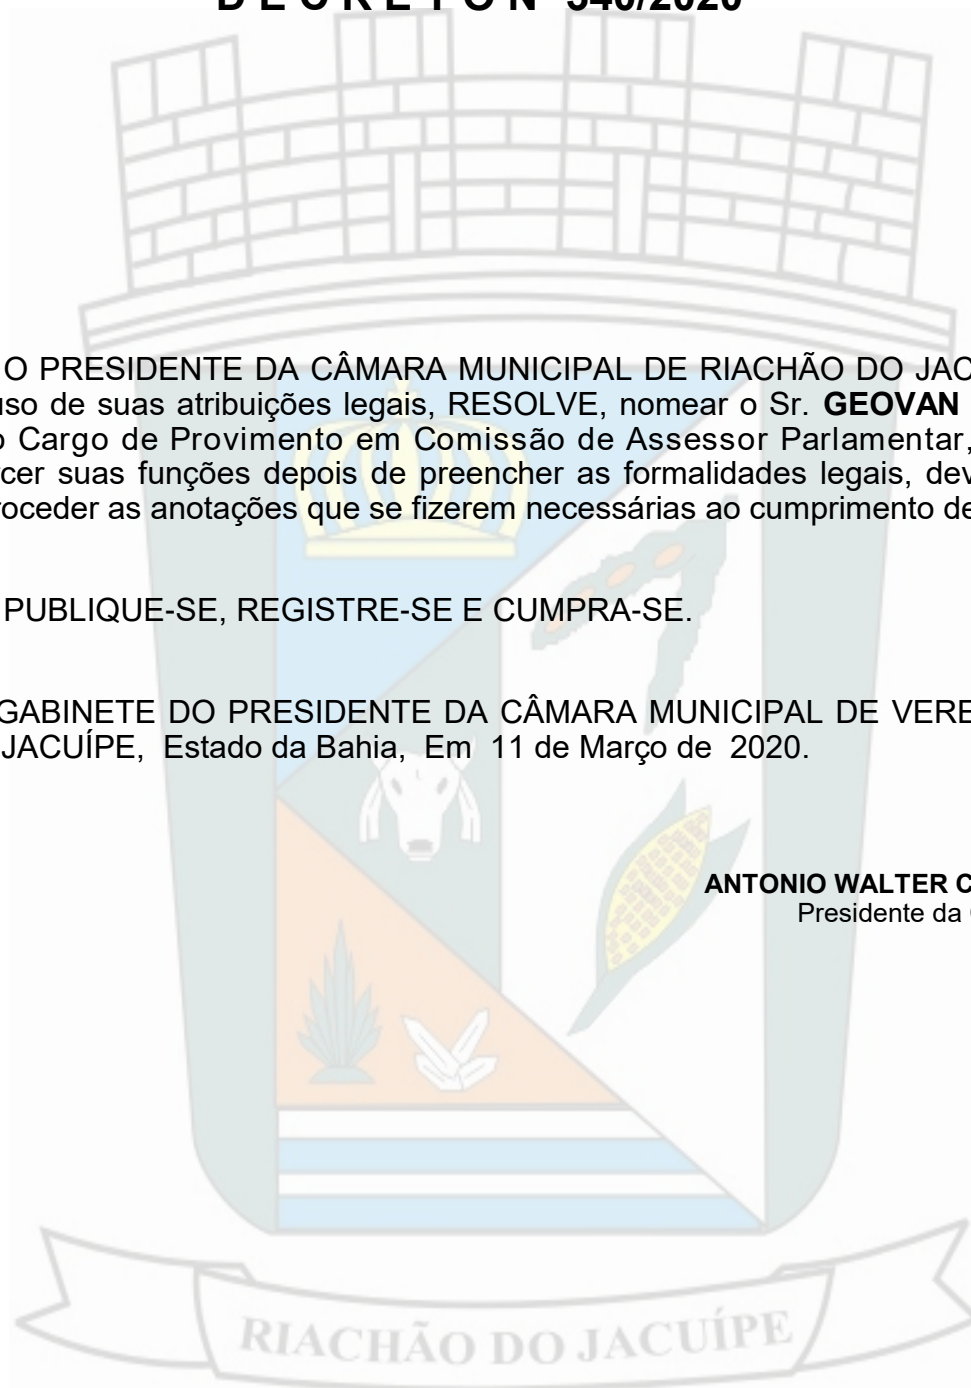 D E C R E T O N 340/2020
O PRESIDENTE DA CÂMARA MUNICIPAL DE RIACHÃO DO JAC
uso de suas atribuições legais, RESOLVE, nomear o Sr. GEOVAN
o Cargo de Provimento em Comissão de Assessor Parlamentar,
cer suas funções depois de preencher as formalidades legais, dev
roceder as anotações que se fizerem necessárias ao cumprimento de
PUBLIQUE-SE, REGISTRE-SE E CUMPRA-SE.
GABINETE DO PRESIDENTE DA CÂMARA MUNICIPAL DE VERE
JACUÍPE, Estado da Bahia, Em 11 de Março de 2020.
ANTONIO WALTER C
Presidente da
RIACHÃO DO JACUÍPE